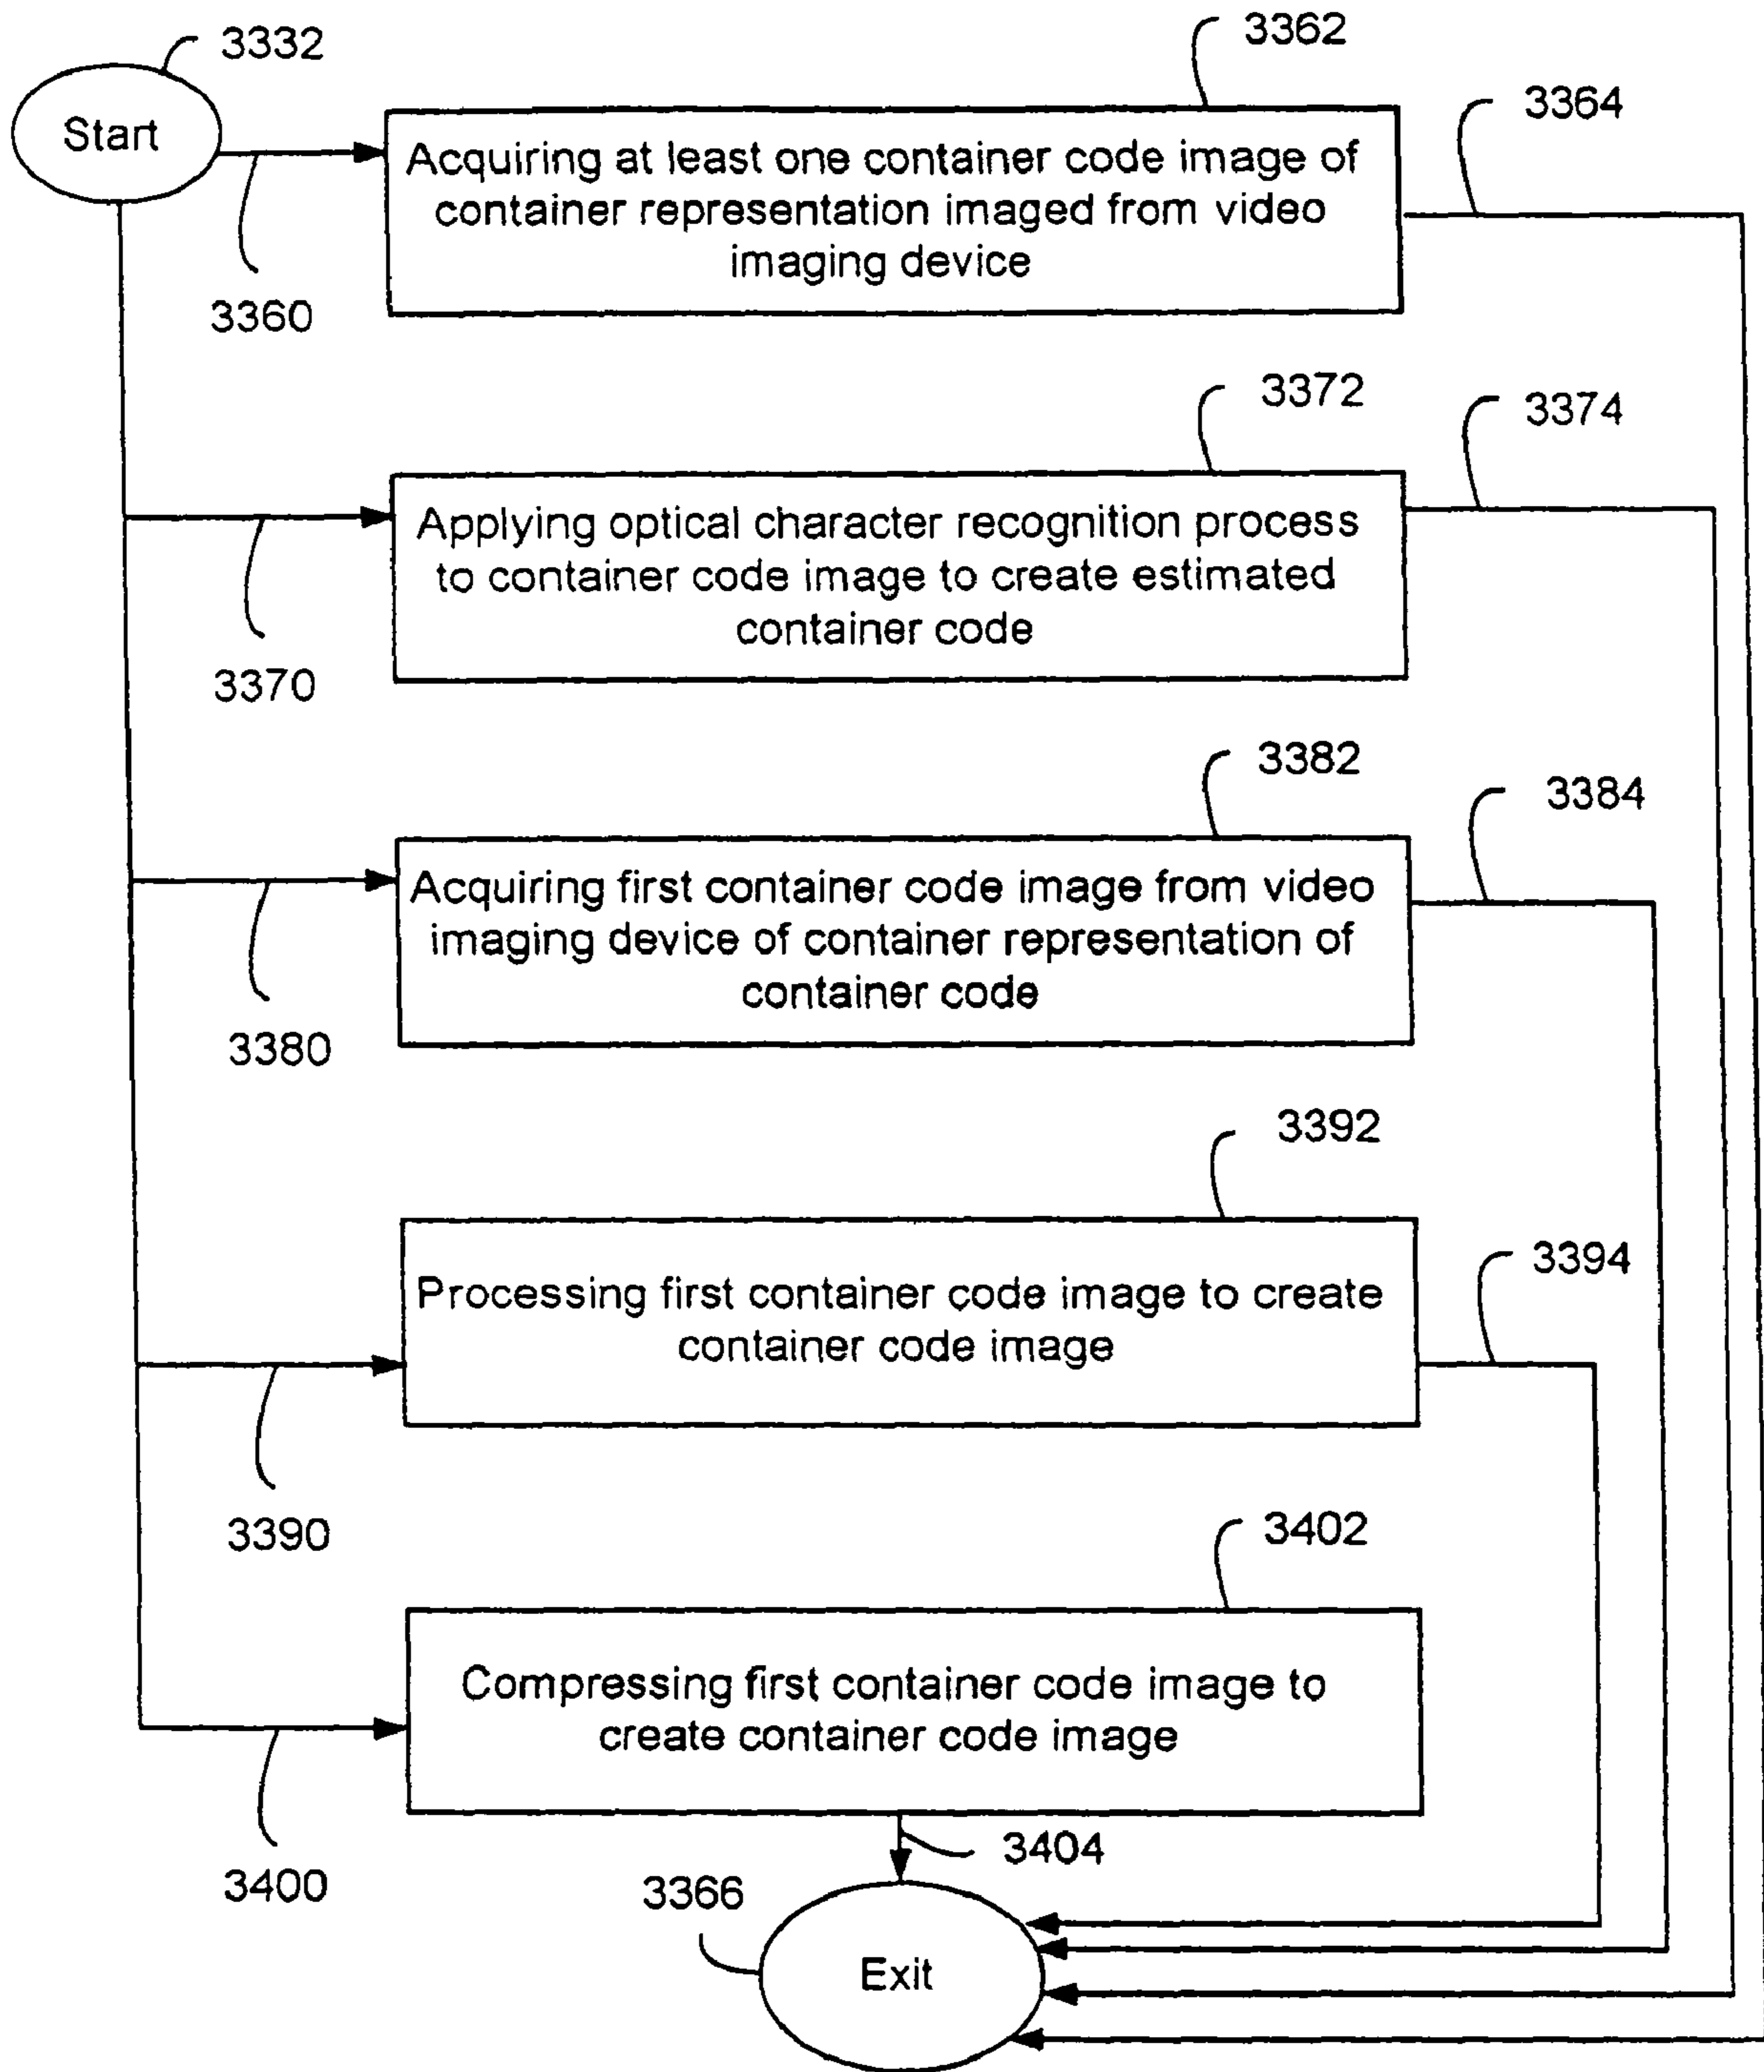 3332
3362
Start
3364
Acquiring at least one container code image of
container representation imaged from video
imaging device
3360
3372
3374
Applying optical character recognition process
to container code image to create estimated
container code
3370
3382
3384
Acquiring first container code image from video
imaging device of container representation of
container code
3380
3392
3394
Processing first container code image to create
container code image
3390
3402
Compressing first container code image to
create container code image
3404
3400
3366
Exit